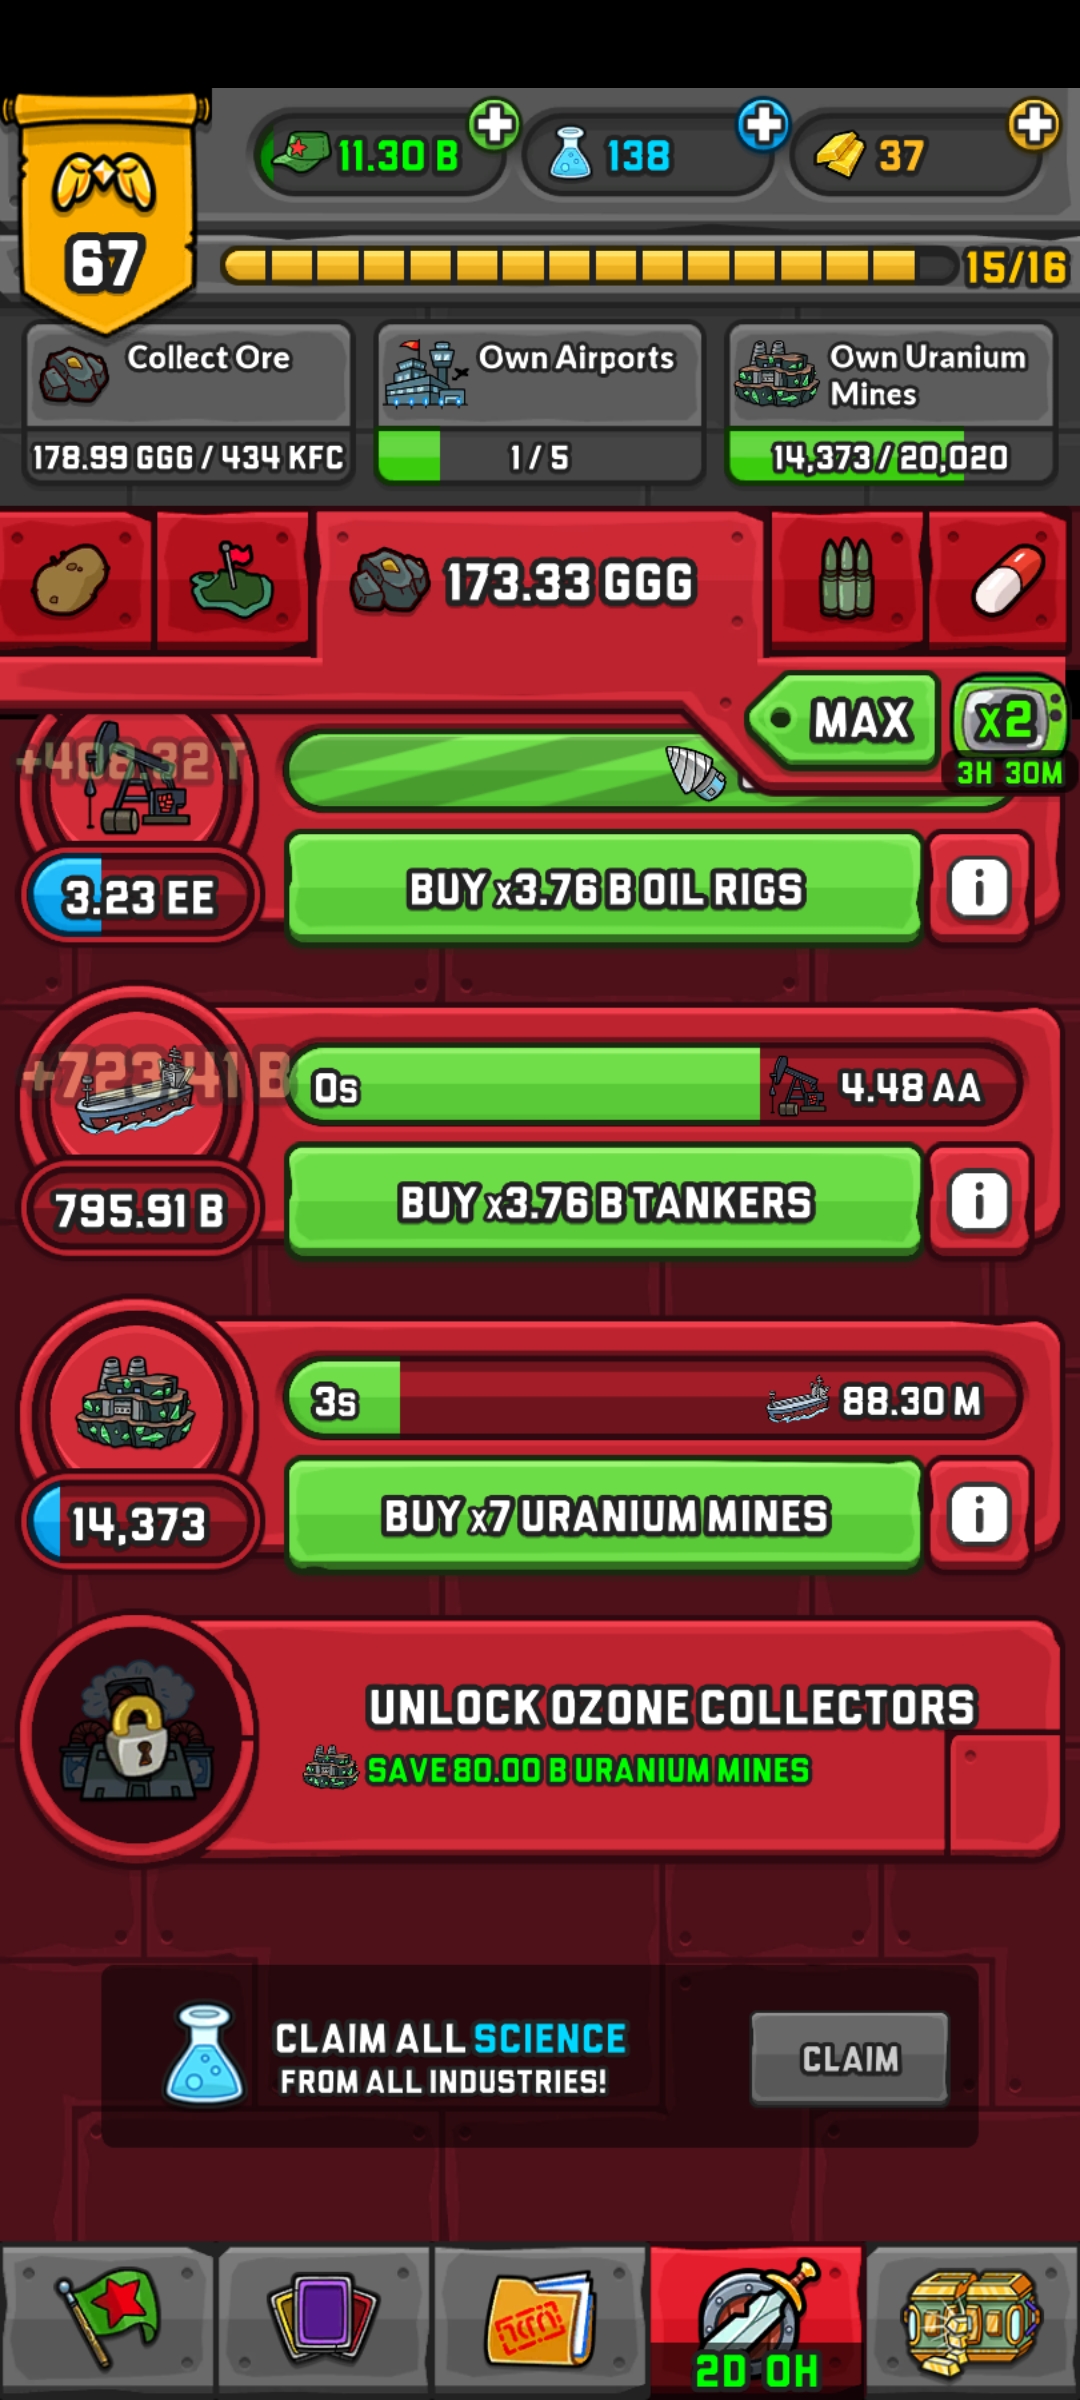 11.30 B
138
37
67
15/16
Collect Ore
178.99 GGG / 434 KFC
Own Airports
1 / 5
Own Uranium
Mines
14,373 / 20,020
173.33 GGG
MAX
x2
3H 30M
+408.32 T
3.23 EE
BUY x3.76 B OIL RIGS
i
+723.41 B
0s
4.48 AA
795.91 B
BUY x3.76 B TANKERS
i
3s
88.30 M
14,373
BUY x7 URANIUM MINES
i
UNLOCK OZONE COLLECTORS
SAVE 80.00 B URANIUM MINES
CLAIM ALL SCIENCE
FROM ALL INDUSTRIES!
CLAIM
2D 0H